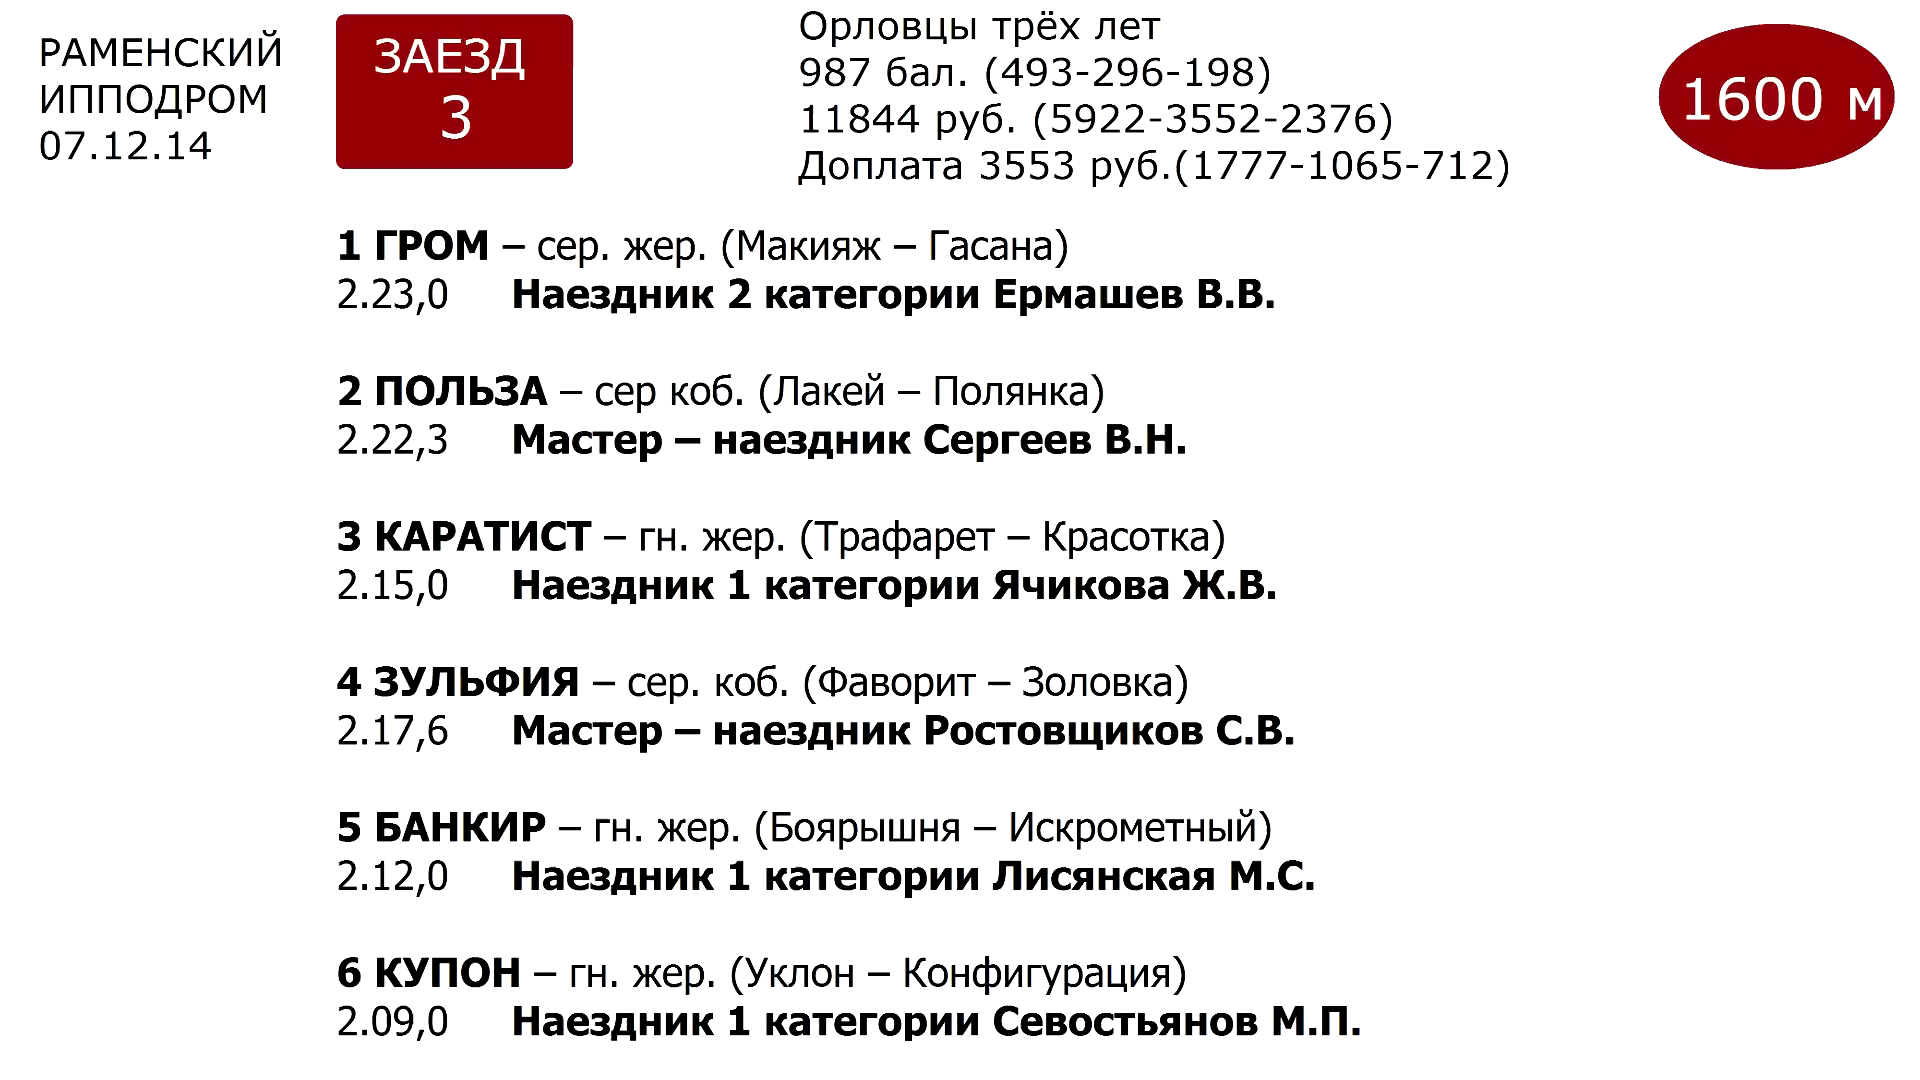 РАМЕНСКИЙ
ИППОДРОМ
07.12.14
ЗАЕЗД
3
Орловцы трёх лет
987 бал. (493-296-198)
11844 руб. (5922-3552-2376)
Доплата 3553 руб.(1777-1065-712)
1600 м
1 ГРОМ – сер. жер. (Макияж – Гасана)
2.23,0 Наездник 2 категории Ермашев В.В.
2 ПОЛЬЗА – сер коб. (Лакей – Полянка)
2.22,3 Мастер – наездник Сергеев В.Н.
3 КАРАТИСТ – гн. жер. (Трафарет – Красотка)
2.15,0 Наездник 1 категории Ячикова Ж.В.
4 ЗУЛЬФИЯ – сер. коб. (Фаворит – Золовка)
2.17,6 Мастер – наездник Ростовщиков С.В.
5 БАНКИР – гн. жер. (Боярышня – Искрометный)
2.12,0 Наездник 1 категории Лисянская М.С.
6 КУПОН – гн. жер. (Уклон – Конфигурация)
2.09,0 Наездник 1 категории Севостьянов М.П.